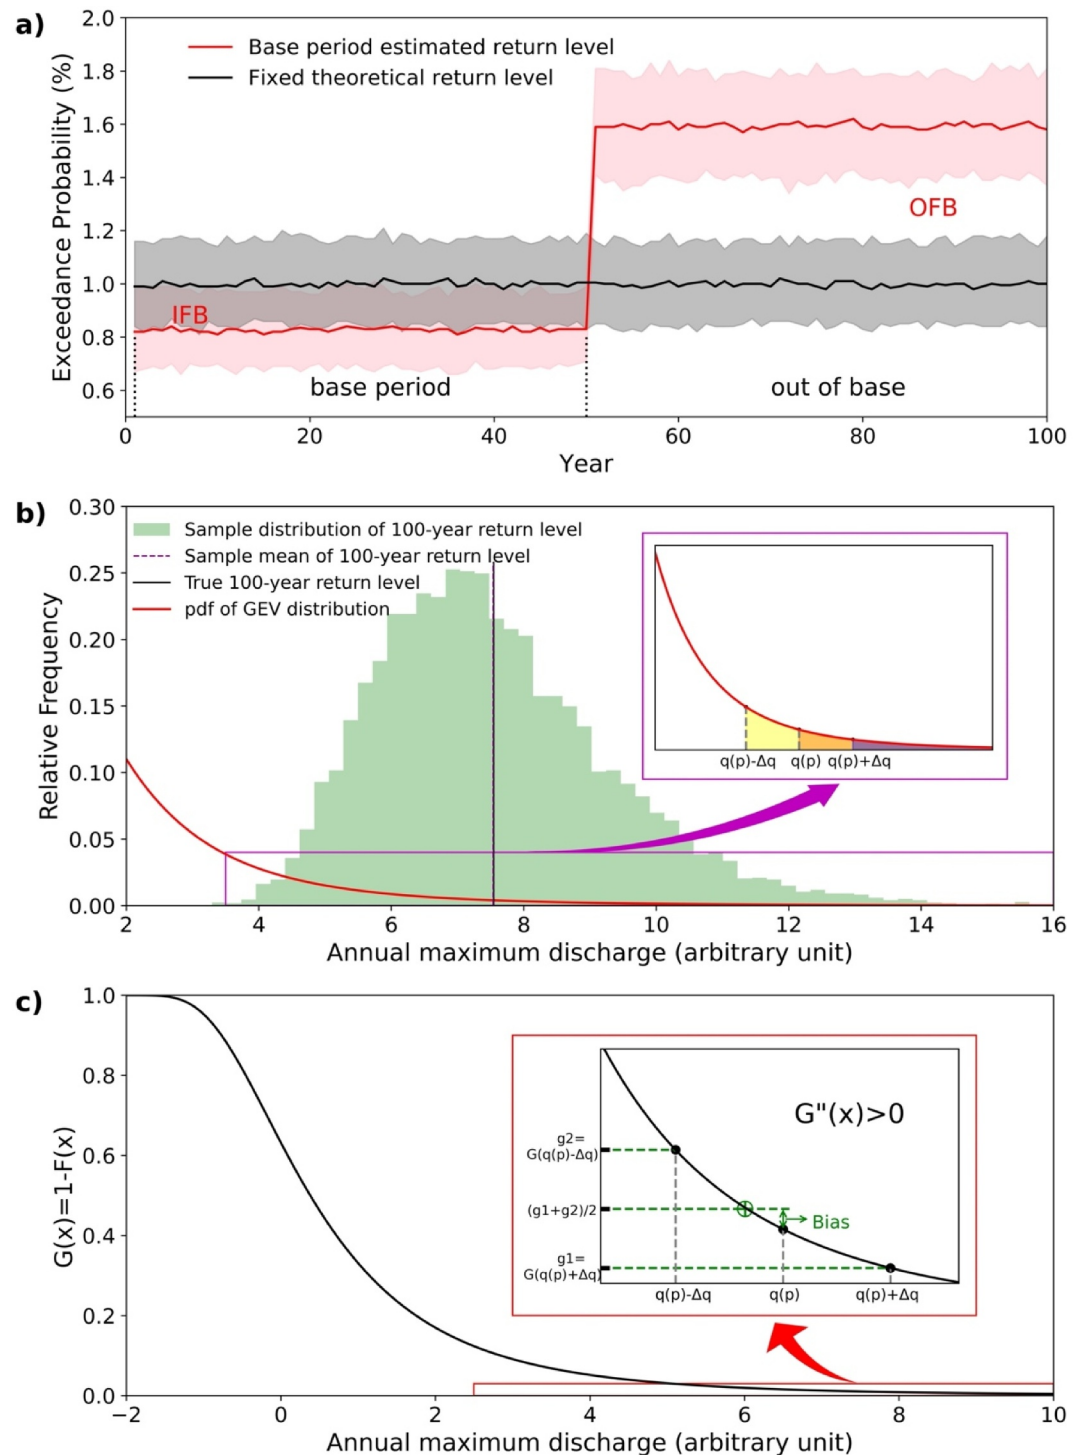 a)
2.0
1.8
1.6
1.4
1.2
1.0
0.8
0.6
Exceedance Probability (%)
Base period estimated return level
Fixed theoretical return level
OFB
IFB
base period
out of base
0
20
40
60
80
100
Year
b)
0.30
0.25
0.20
0.15
0.10
0.05
0.00
Relative Frequency
Sample distribution of 100-year return level
Sample mean of 100-year return level
True 100-year return level
pdf of GEV distribution
q(p)-Δq
q(p)
q(p)+Δq
2
4
6
8
10
12
14
16
Annual maximum discharge (arbitrary unit)
c)
1.0
0.8
0.6
0.4
0.2
0.0
G(x)=1-F(x)
G"(x)>0
g2=
G(q(p)-Δq)
(g1+g2)/2
Bias
g1=
G(q(p)+Δq)
q(p)-Δq
q(p)
q(p)+Δq
−2
0
2
4
6
8
10
Annual maximum discharge (arbitrary unit)